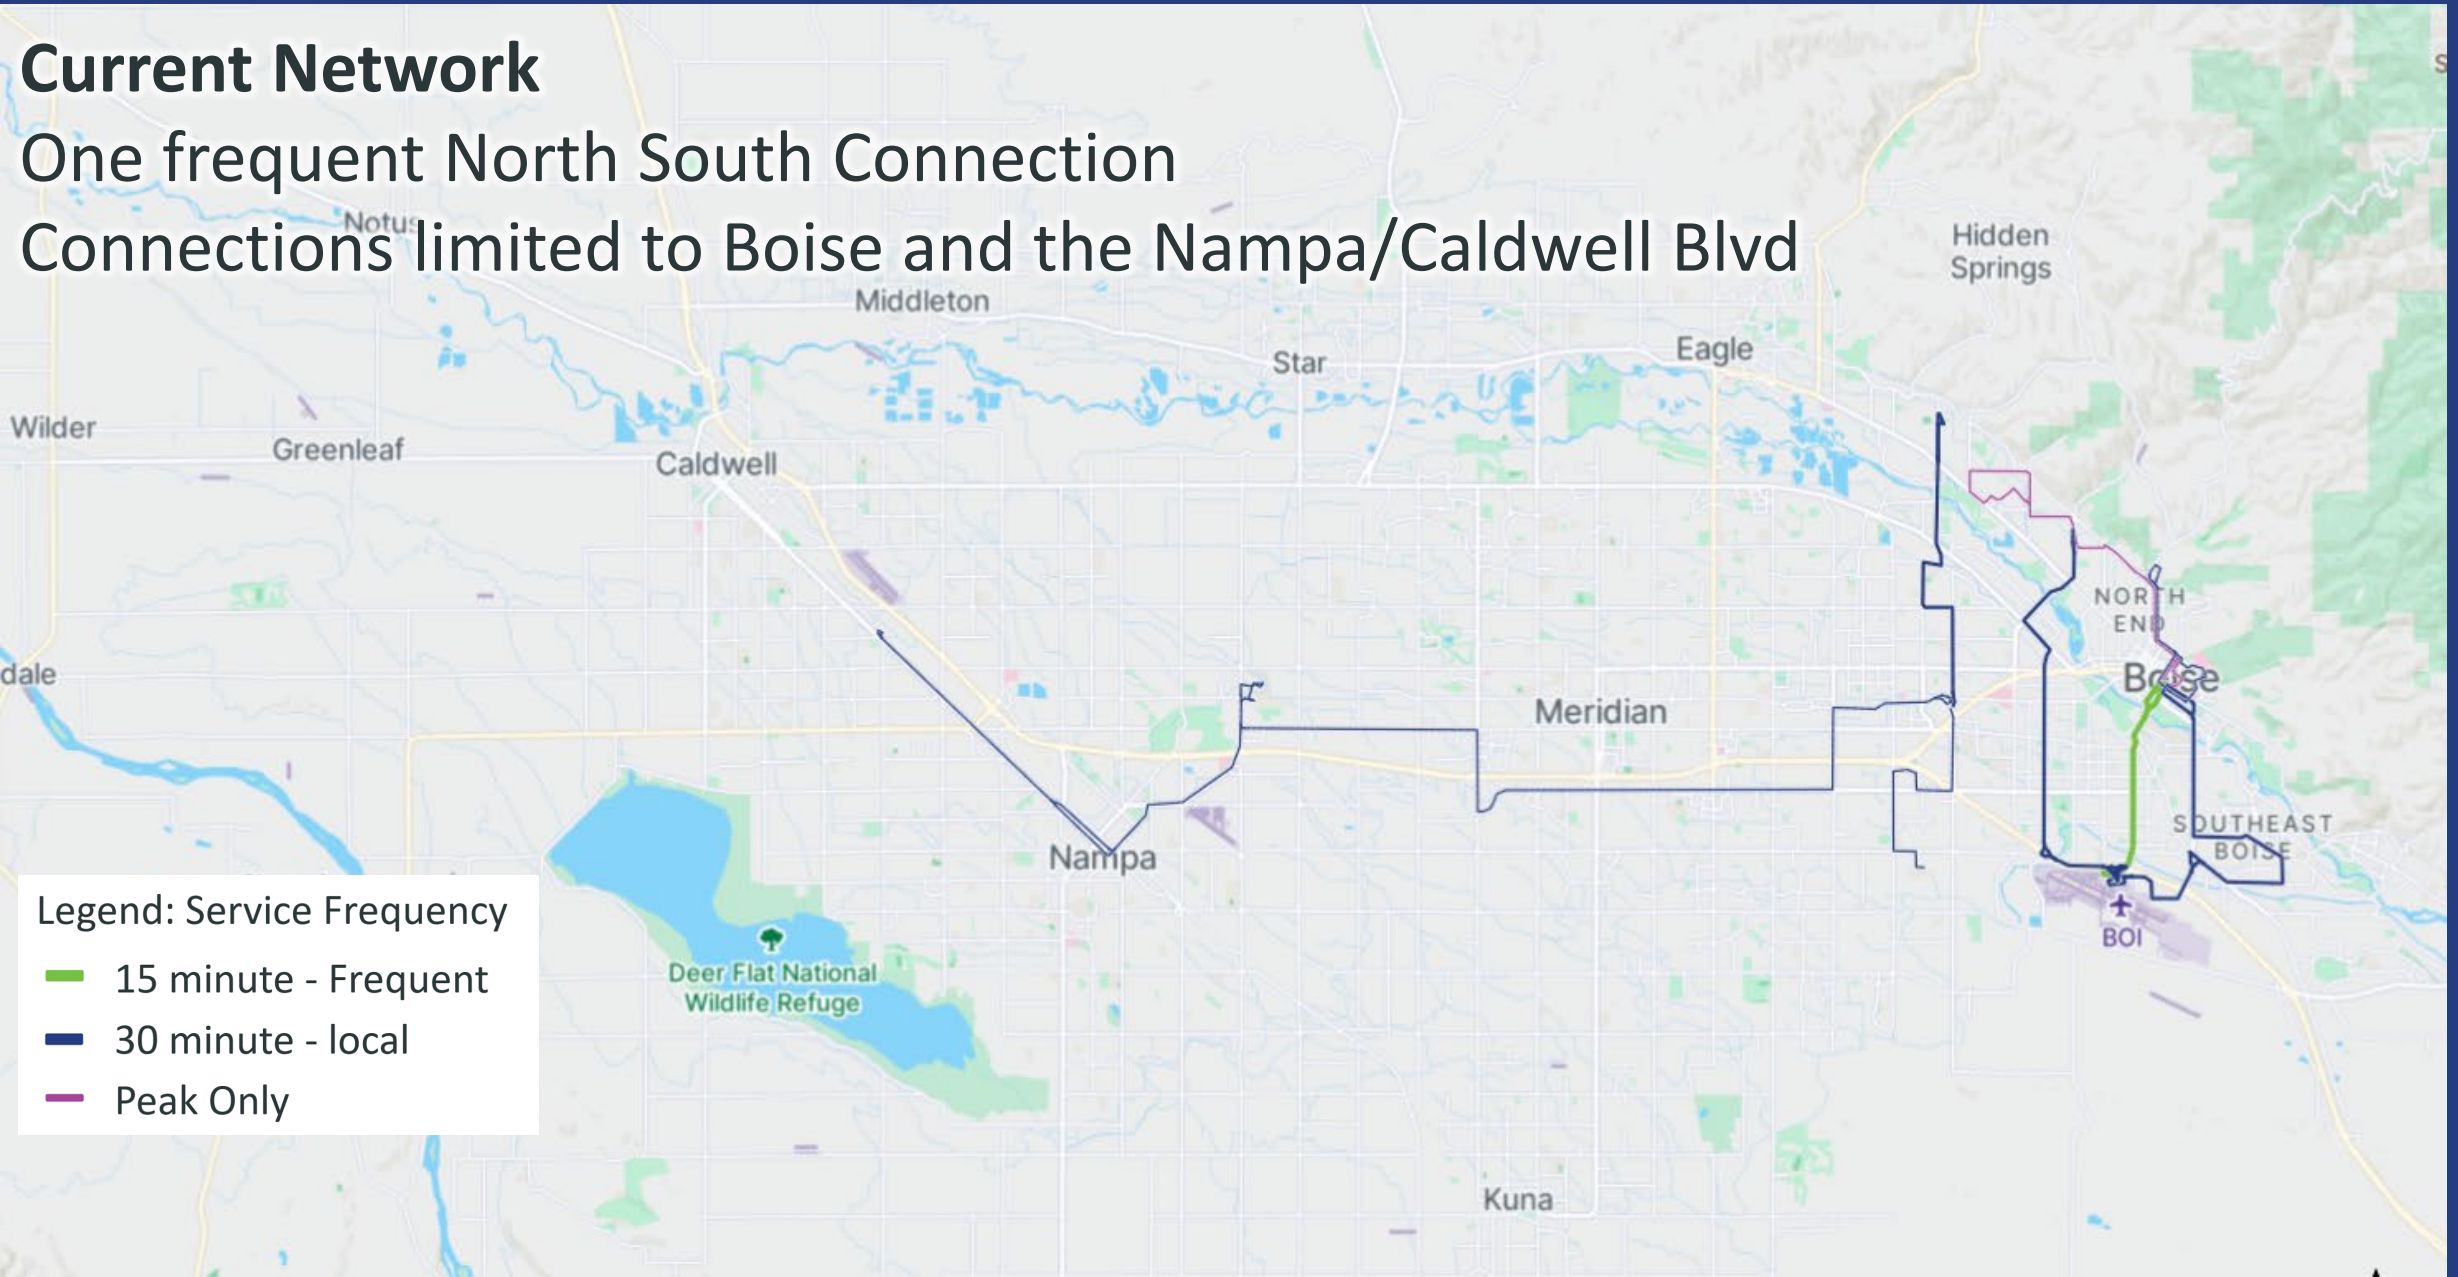 Current Network
One frequent North South Connection
Connections limited to Boise and the Nampa/Caldwell Blvd
Notus
Hidden
Springs
Middleton
Star
Eagle
Wilder
Greenleaf
Caldwell
NORTH
END
dale
Boise
Meridian
SOUTHEAST
BOISE
Nampa
BOI
Deer Flat National
Wildlife Refuge
Kuna
Legend: Service Frequency
15 minute - Frequent
30 minute - local
Peak Only